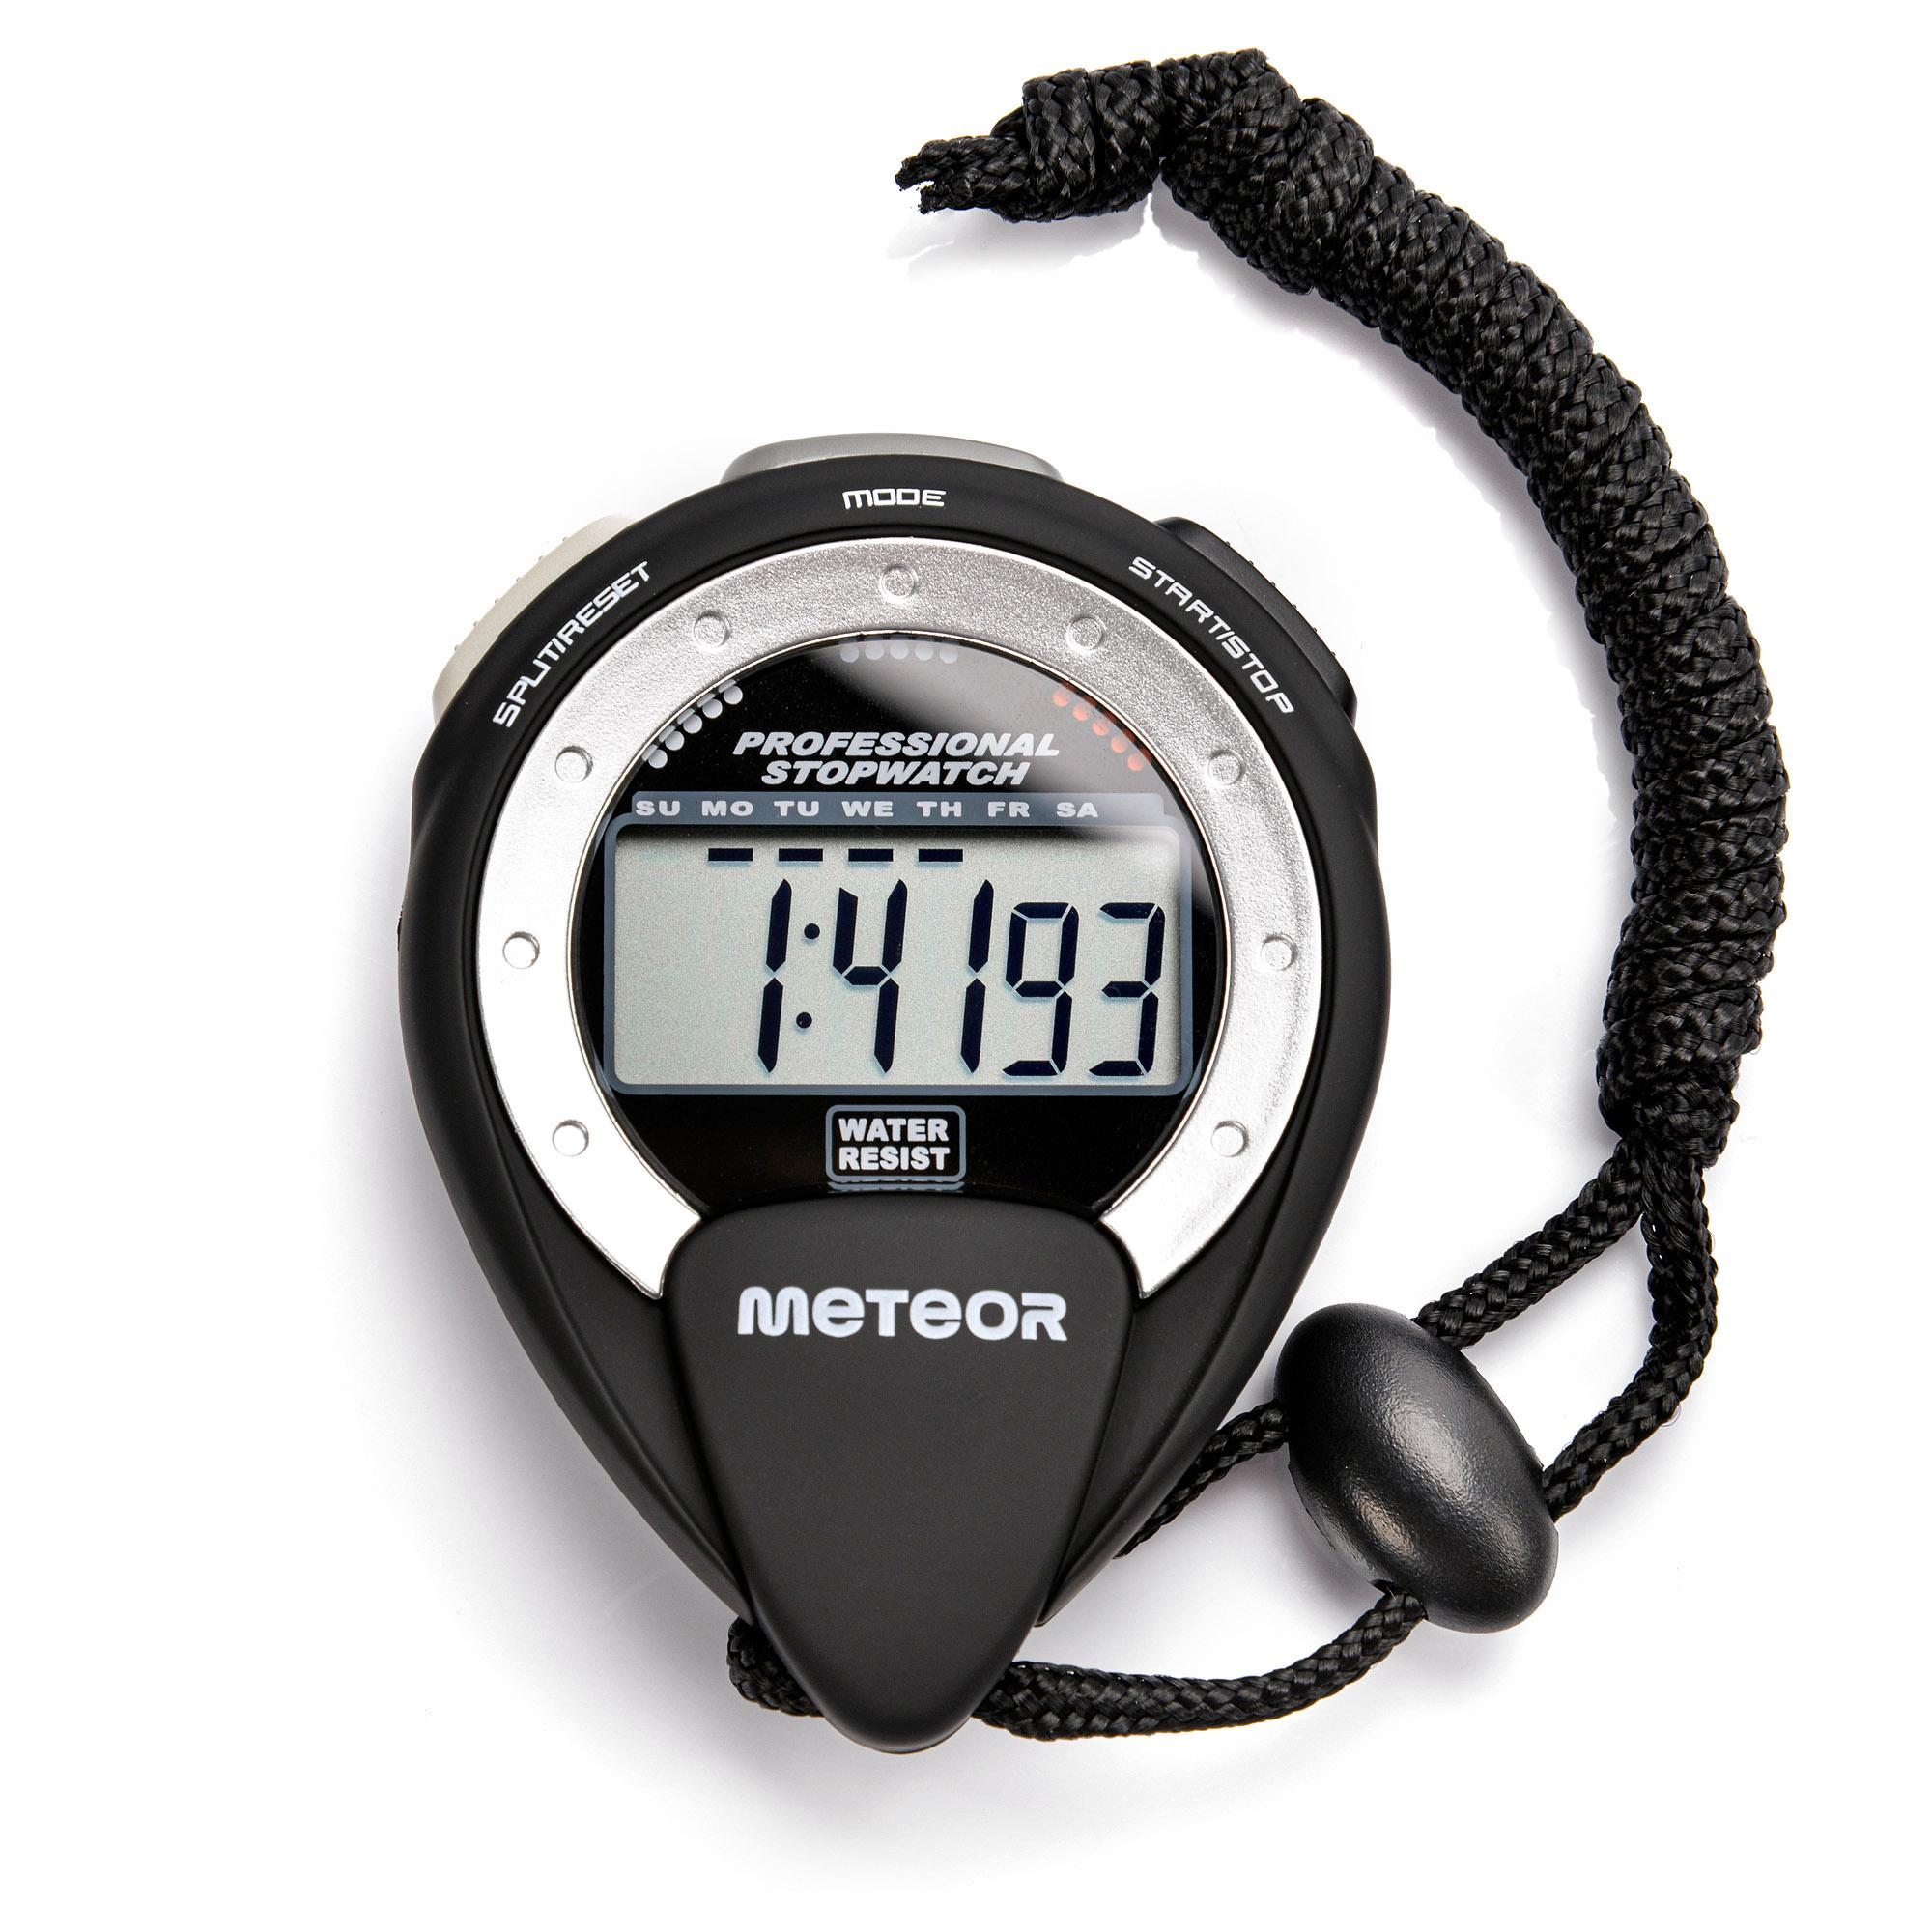 MODE
SPLIT/RESET
START/STOP
PROFESSIONAL
STOPWATCH
SU MO TU WE TH FR SA
1:41 93
WATER
RESIST
METEOR